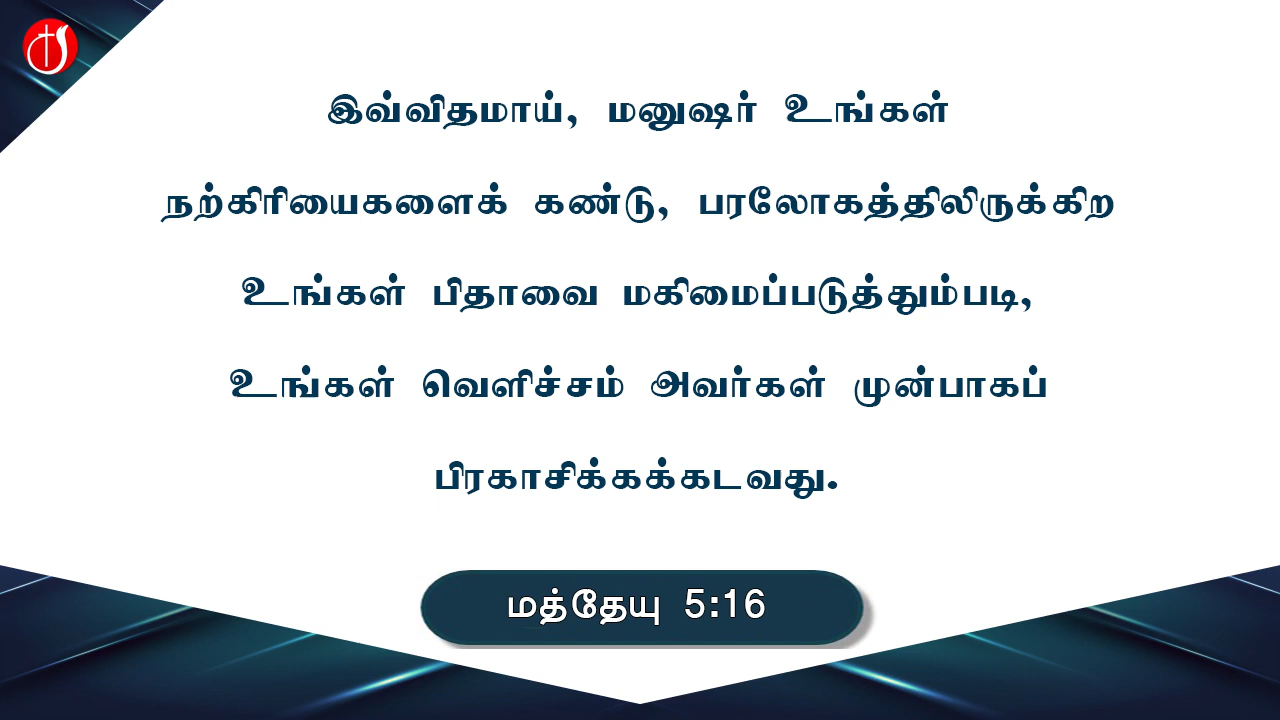 இவ்விதமாய், மனுஷர் உங்கள்
நற்கிரியைகளைக் கண்டு, பரலோகத்திலிருக்கிற
உங்கள் பிதாவை மகிமைப்படுத்தும்படி,
உங்கள் வெளிச்சம் அவர்கள் முன்பாகப்
பிரகாசிக்கக்கடவது.
மத்தேயு 5:16